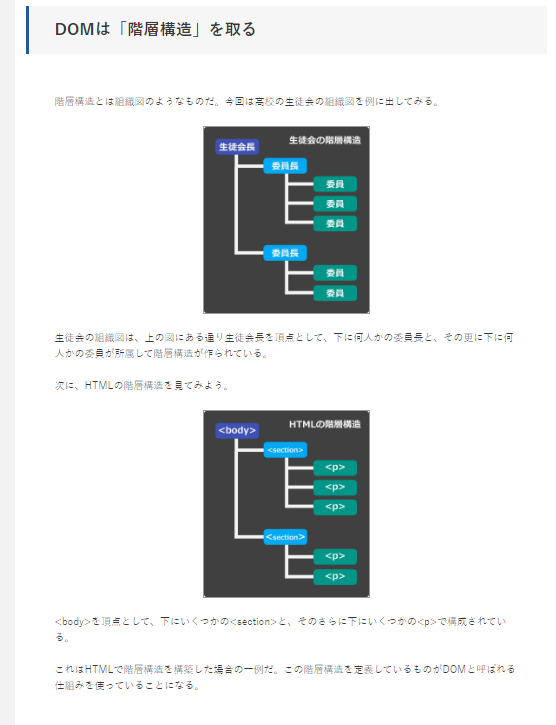 DOMは「階層構造」を取る
階層構造とは組織図のようなものだ。今回は高校の生徒会の組織図を例に出してみる。
生徒会の階層構造
生徒会長
委員長
委員
委員
委員
委員長
委員
委員
生徒会の組織図は、上の図にある通り生徒会長を頂点として、下に何人かの委員長と、その更に下に何
人かの委員が所属して階層構造が作られている。
次に、HTMLの階層構造を見てみよう。
HTMLの階層構造
<body>
<section>
<p>
<p>
<p>
<section>
<p>
<p>
<body>を頂点として、下にいくつかの<section>と、そのさらに下にいくつかの<p>で構成されてい
る。
これはHTMLで階層構造を構築した場合の一例だ。この階層構造を定義しているものがDOMと呼ばれる
仕組みを使っていることになる。